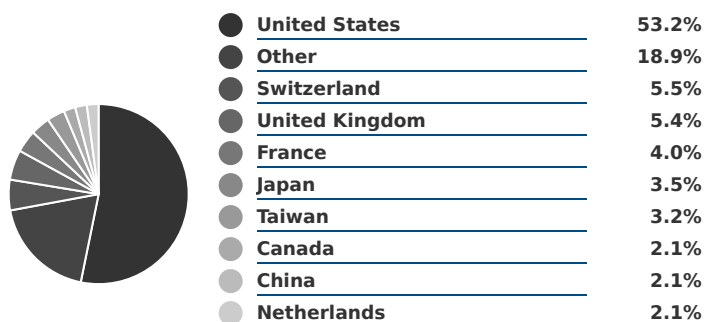 United States 53.2%
Other 18.9%
Switzerland 5.5%
United Kingdom 5.4%
France 4.0%
Japan 3.5%
Taiwan 3.2%
Canada 2.1%
China 2.1%
Netherlands 2.1%